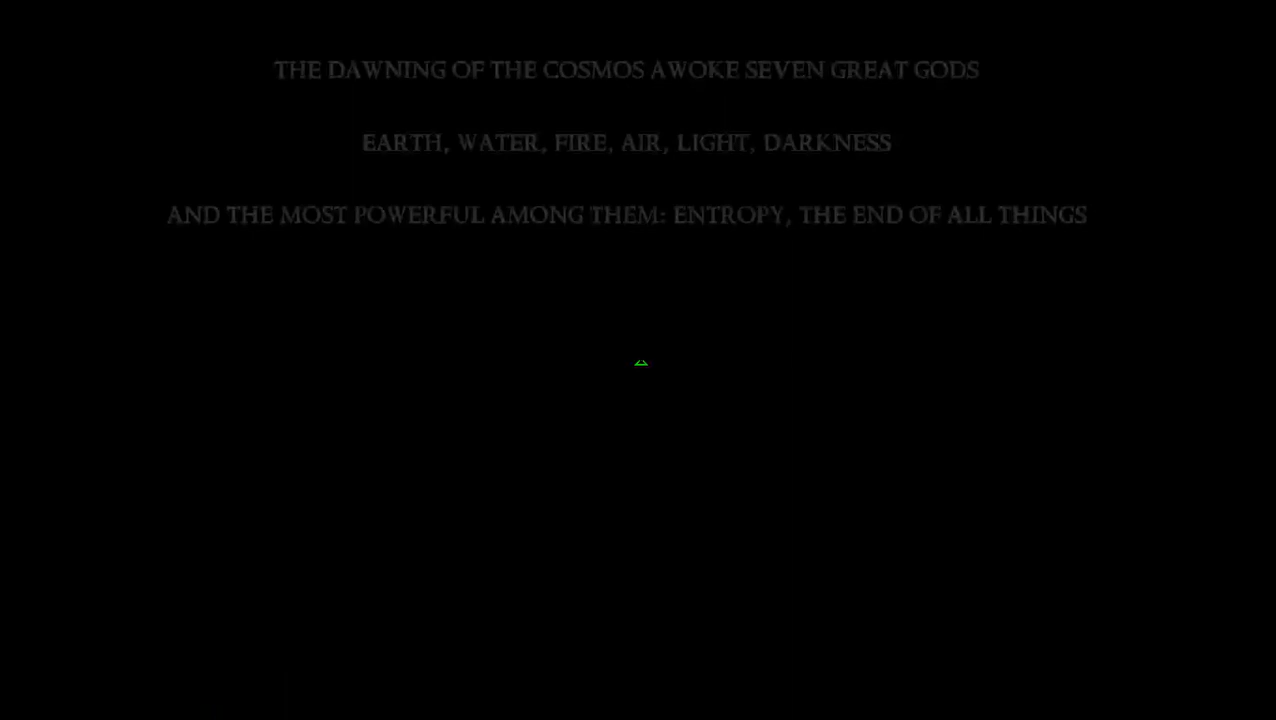 THE DAWNING OF THE COSMOS AWOKE SEVEN GREAT GODS
EARTH, WATER, FIRE, AIR, LIGHT, DARKNESS
AND THE MOST POWERFUL AMONG THEM: ENTROPY, THE END OF ALL THINGS